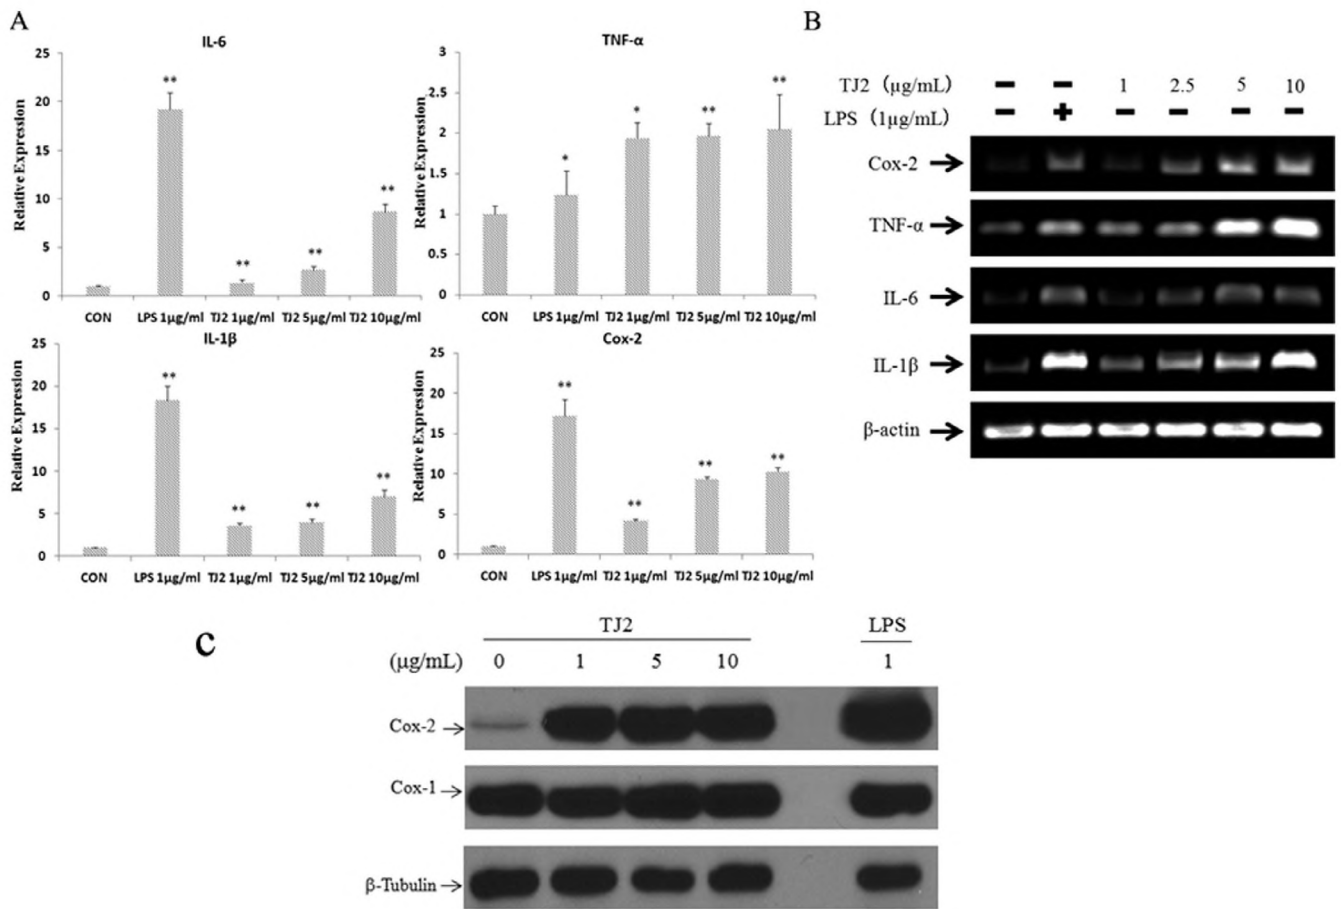 A
IL-6
Relative Expression
25
20
15
10
5
0
**
**
**
**
CON LPS 1µg/ml TJ2 1µg/ml TJ2 5µg/ml TJ2 10µg/ml
TNF-α
Relative Expression
3
2.5
2
1.5
1
0.5
0
*
*
**
**
CON LPS 1µg/ml TJ2 1µg/ml TJ2 5µg/ml TJ2 10µg/ml
IL-1β
Relative Expression
25
20
15
10
5
0
**
**
**
**
CON LPS 1µg/ml TJ2 1µg/ml TJ2 5µg/ml TJ2 10µg/ml
Cox-2
Relative Expression
25
20
15
10
5
0
**
**
**
**
CON LPS 1µg/ml TJ2 1µg/ml TJ2 5µg/ml TJ2 10µg/ml
B
TJ2 (µg/mL) - - 1 2.5 5 10
LPS (1µg/mL) - + - - - -
Cox-2
TNF-α
IL-6
IL-1β
β-actin
C
TJ2 LPS
(µg/mL) 0 1 5 10 1
Cox-2
Cox-1
β-Tubulin